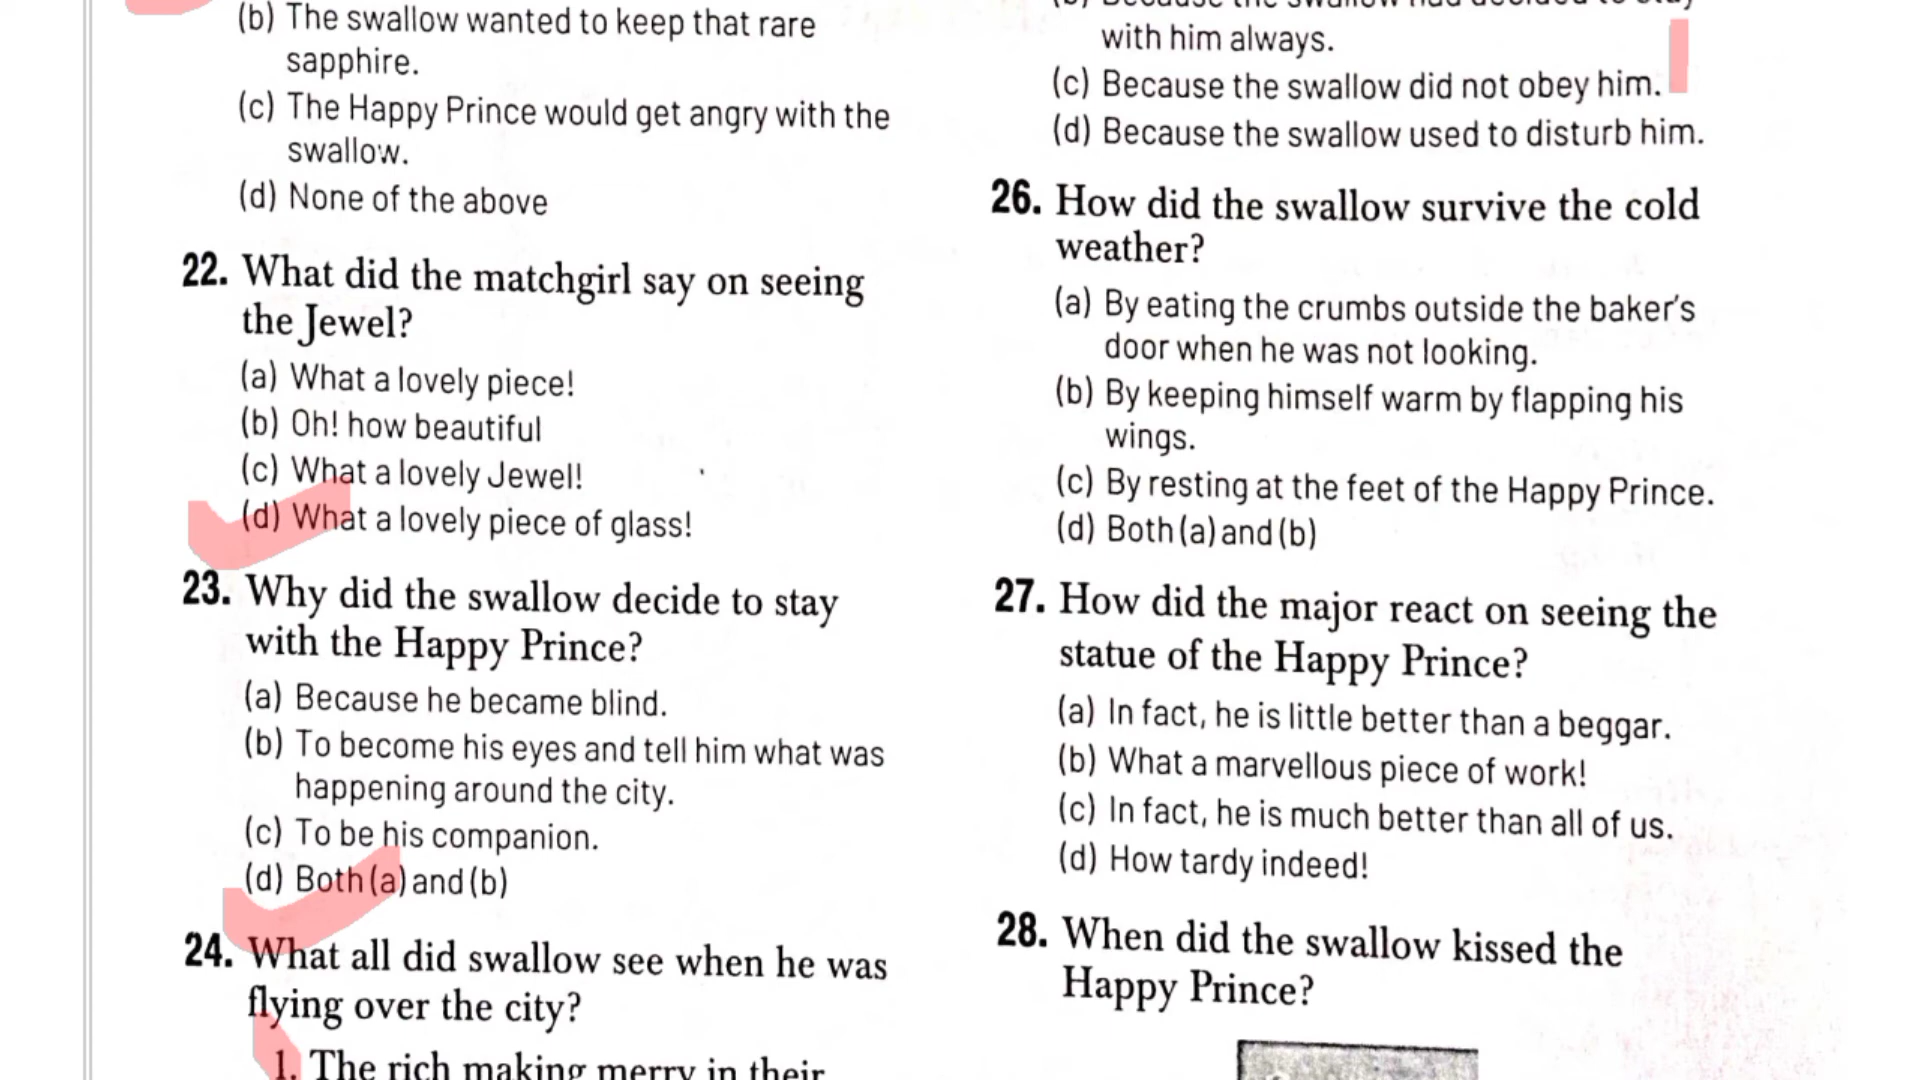 (b) The swallow wanted to keep that rare
sapphire.
(c) The Happy Prince would get angry with the
swallow.
(d) None of the above
22. What did the matchgirl say on seeing
the Jewel?
(a) What a lovely piece!
(b) Oh! how beautiful
(c) What a lovely Jewel!
(d) What a lovely piece of glass!
23. Why did the swallow decide to stay
with the Happy Prince?
(a) Because he became blind.
(b) To become his eyes and tell him what was
happening around the city.
(c) To be his companion.
(d) Both (a) and (b)
24. What all did swallow see when he was
flying over the city?
1. The rich making merry in their
(b) Because the swallow had decided to stay
with him always.
(c) Because the swallow did not obey him.
(d) Because the swallow used to disturb him.
26. How did the swallow survive the cold
weather?
(a) By eating the crumbs outside the baker's
door when he was not looking.
(b) By keeping himself warm by flapping his
wings.
(c) By resting at the feet of the Happy Prince.
(d) Both (a) and (b)
27. How did the major react on seeing the
statue of the Happy Prince?
(a) In fact, he is little better than a beggar.
(b) What a marvellous piece of work!
(c) In fact, he is much better than all of us.
(d) How tardy indeed!
28. When did the swallow kissed the
Happy Prince?